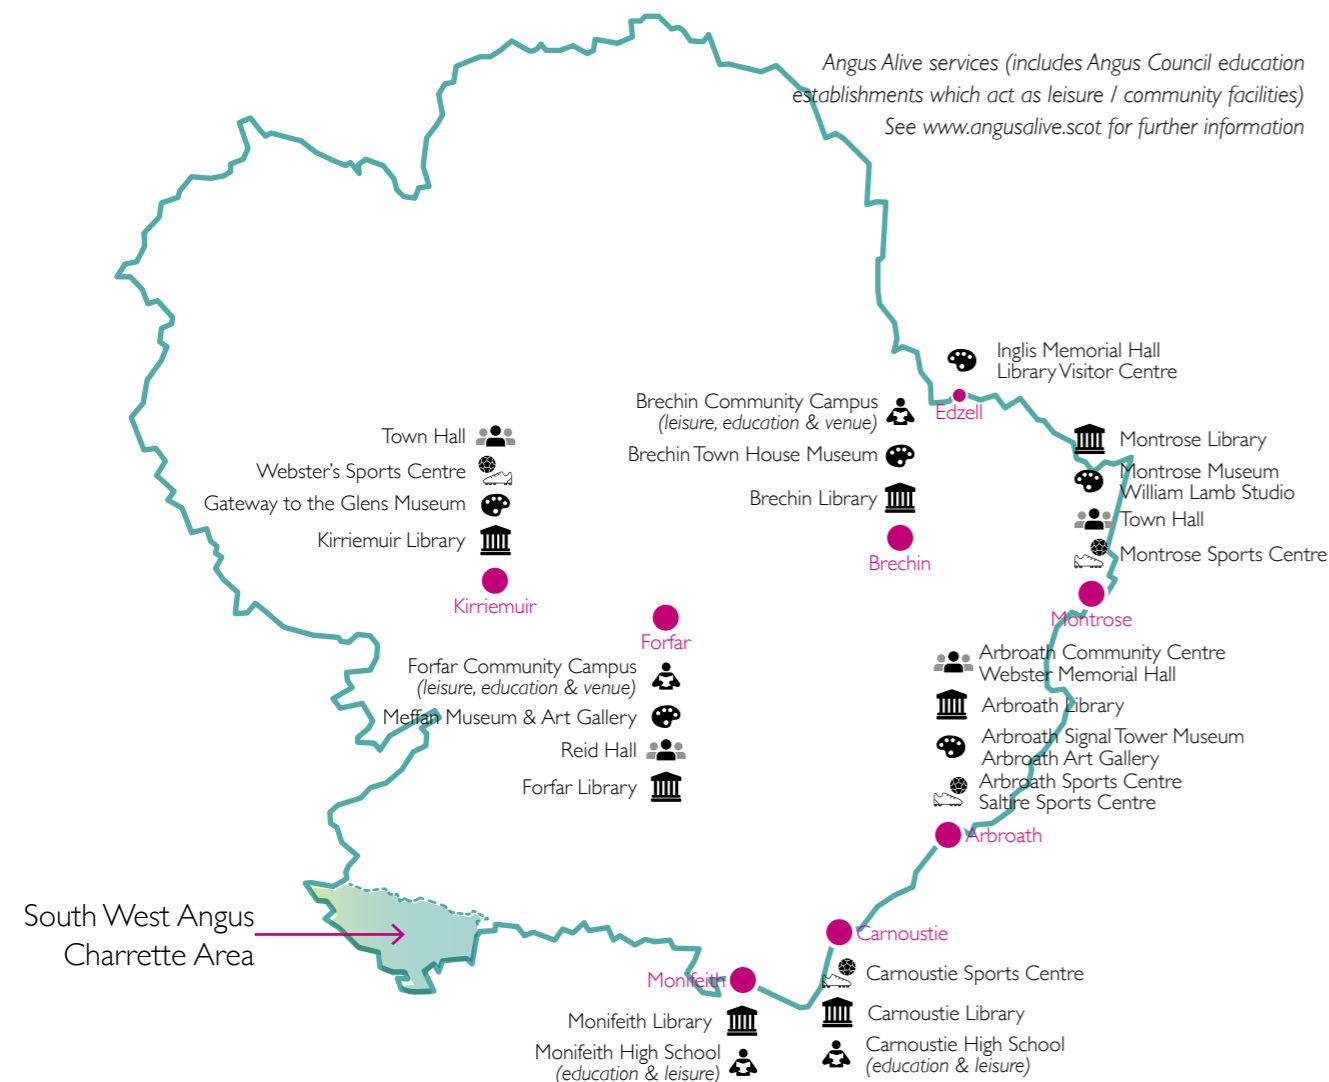 Angus Alive services (includes Angus Council education
establishments which act as leisure / community facilities)
See www.angusalive.scot for further information
Inglis Memorial Hall
Library Visitor Centre
Edzell
Brechin Community Campus
(leisure, education & venue)
Brechin Town House Museum
Brechin Library
Brechin
Montrose Library
Montrose Museum
William Lamb Studio
Town Hall
Montrose Sports Centre
Montrose
Town Hall
Webster's Sports Centre
Gateway to the Glens Museum
Kirriemuir Library
Kirriemuir
Forfar
Forfar Community Campus
(leisure, education & venue)
Meffan Museum & Art Gallery
Reid Hall
Forfar Library
Arbroath Community Centre
Webster Memorial Hall
Arbroath Library
Arbroath Signal Tower Museum
Arbroath Art Gallery
Arbroath Sports Centre
Saltire Sports Centre
Arbroath
South West Angus
Charrette Area
Carnoustie
Carnoustie Sports Centre
Carnoustie Library
Carnoustie High School
(education & leisure)
Monifeith
Monifeith Library
Monifeith High School
(education & leisure)